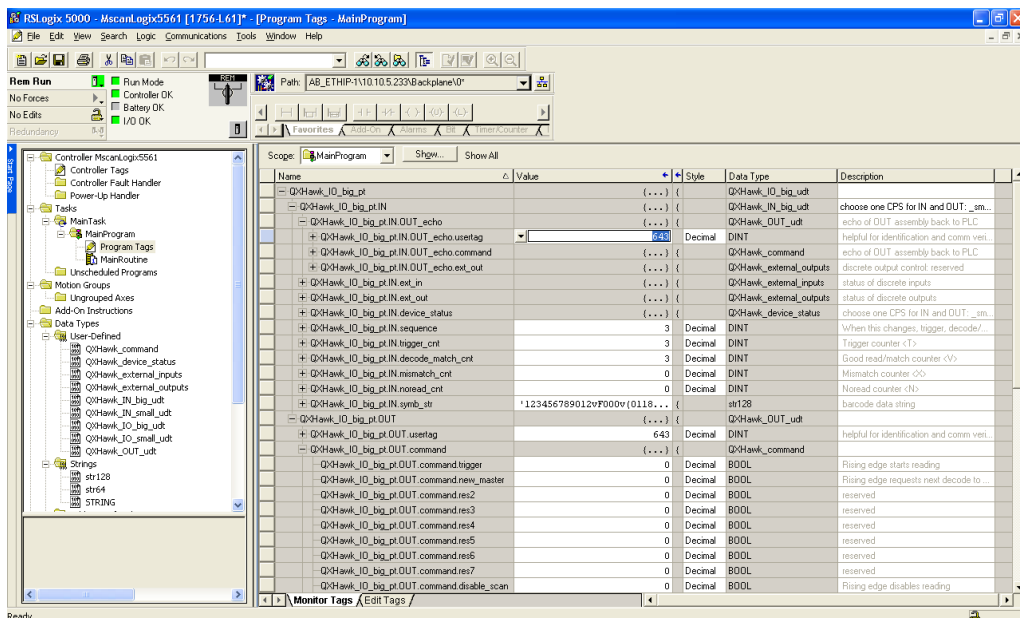 RSLogix 5000 - MscanLogix5561 [1756-L61]* - [Program Tags - MainProgram]
File Edit View Search Logic Communications Tools Window Help
Rem Run
Run Mode
REM
Path: AB_ETHIP-1\10.10.5.233\Backplane\0*
No Forces
Controller OK
Battery OK
No Edits
I/O OK
Redundancy
Favorites Add-On Alarms Bit Timer/Counter
Start Page
Controller MscanLogix5561
Controller Tags
Controller Fault Handler
Power-Up Handler
Tasks
MainTask
MainProgram
Program Tags
MainRoutine
Unscheduled Programs
Motion Groups
Ungrouped Axes
Add-On Instructions
Data Types
User-Defined
QXHawk_command
QXHawk_device_status
QXHawk_external_inputs
QXHawk_external_outputs
QXHawk_IN_big_udt
QXHawk_IN_small_udt
QXHawk_IO_big_udt
QXHawk_IO_small_udt
QXHawk_OUT_udt
Strings
str128
str64
STRING
Scope: MainProgram Show... Show All
Name Value Style Data Type Description
QXHawk_IO_big_pt {...} { QXHawk_IO_big_udt
QXHawk_IO_big_pt.IN {...} { QXHawk_IN_big_udt choose one CPS for IN and OUT: _sm...
QXHawk_IO_big_pt.IN.OUT_echo {...} { QXHawk_OUT_udt echo of OUT assembly back to PLC
QXHawk_IO_big_pt.IN.OUT_echo.usertag 643 Decimal DINT helpful for identification and comm veri...
QXHawk_IO_big_pt.IN.OUT_echo.command {...} { QXHawk_command echo of OUT assembly back to PLC
QXHawk_IO_big_pt.IN.OUT_echo.ext_out {...} { QXHawk_external_outputs discrete output control: reserved
QXHawk_IO_big_pt.IN.ext_in {...} { QXHawk_external_inputs status of discrete inputs
QXHawk_IO_big_pt.IN.ext_out {...} { QXHawk_external_outputs status of discrete outputs
QXHawk_IO_big_pt.IN.device_status {...} { QXHawk_device_status choose one CPS for IN and OUT: _sm...
QXHawk_IO_big_pt.IN.sequence 3 Decimal DINT When this changes, trigger, decode/...
QXHawk_IO_big_pt.IN.trigger_cnt 3 Decimal DINT Trigger counter <T>
QXHawk_IO_big_pt.IN.decode_match_cnt 3 Decimal DINT Good read/match counter <V>
QXHawk_IO_big_pt.IN.mismatch_cnt 0 Decimal DINT Mismatch counter <X>
QXHawk_IO_big_pt.IN.noread_cnt 0 Decimal DINT Noread counter <N>
QXHawk_IO_big_pt.IN.symb_str '123456789012vF000v(0118... { str128 barcode data string
QXHawk_IO_big_pt.OUT {...} { QXHawk_OUT_udt
QXHawk_IO_big_pt.OUT.usertag 643 Decimal DINT helpful for identification and comm veri...
QXHawk_IO_big_pt.OUT.command {...} { QXHawk_command
QXHawk_IO_big_pt.OUT.command.trigger 0 Decimal BOOL Rising edge starts reading
QXHawk_IO_big_pt.OUT.command.new_master 0 Decimal BOOL Rising edge requests next decode to ...
QXHawk_IO_big_pt.OUT.command.res2 0 Decimal BOOL reserved
QXHawk_IO_big_pt.OUT.command.res3 0 Decimal BOOL reserved
QXHawk_IO_big_pt.OUT.command.res4 0 Decimal BOOL reserved
QXHawk_IO_big_pt.OUT.command.res5 0 Decimal BOOL reserved
QXHawk_IO_big_pt.OUT.command.res6 0 Decimal BOOL reserved
QXHawk_IO_big_pt.OUT.command.res7 0 Decimal BOOL reserved
QXHawk_IO_big_pt.OUT.command.disable_scan 0 Decimal BOOL Rising edge disables reading
Monitor Tags Edit Tags
Ready